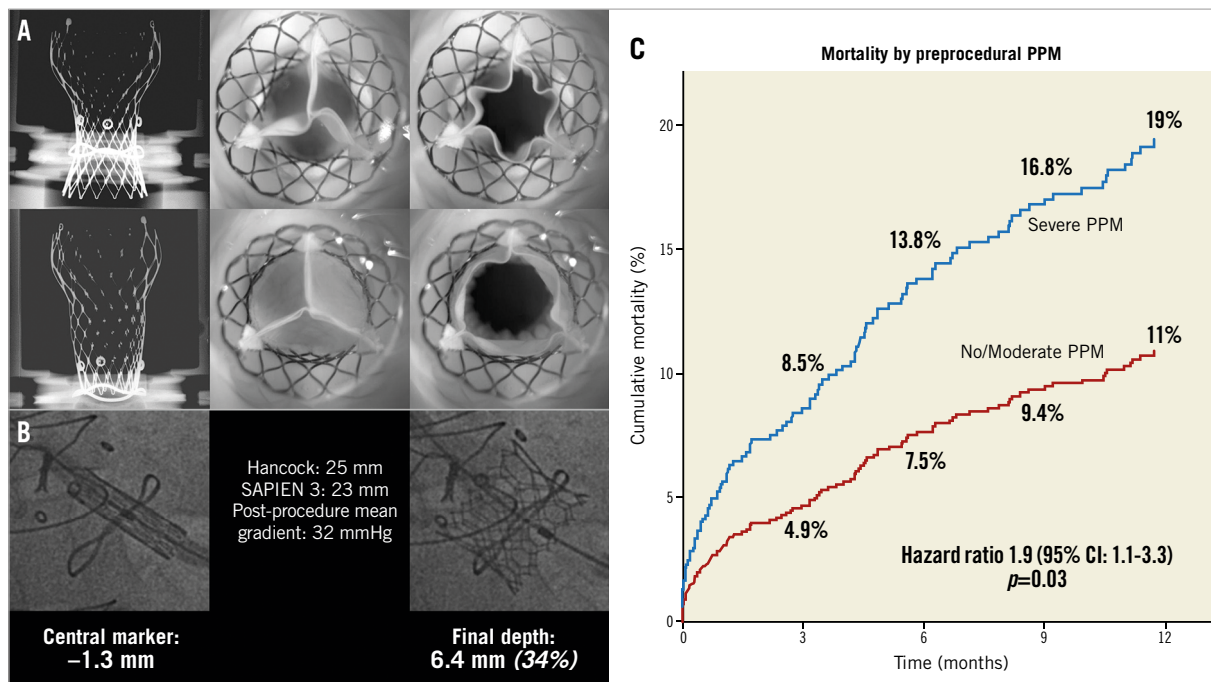 A
B
Hancock: 25 mm
SAPIEN 3: 23 mm
Post-procedure mean
gradient: 32 mmHg
Central marker:
–1.3 mm
Final depth:
6.4 mm (34%)
C
Mortality by preprocedural PPM
Cumulative mortality (%)
20
15
10
5
0
19%
16.8%
Severe PPM
13.8%
8.5%
No/Moderate PPM
11%
9.4%
7.5%
4.9%
Hazard ratio 1.9 (95% CI: 1.1-3.3)
p=0.03
0
3
6
9
12
Time (months)